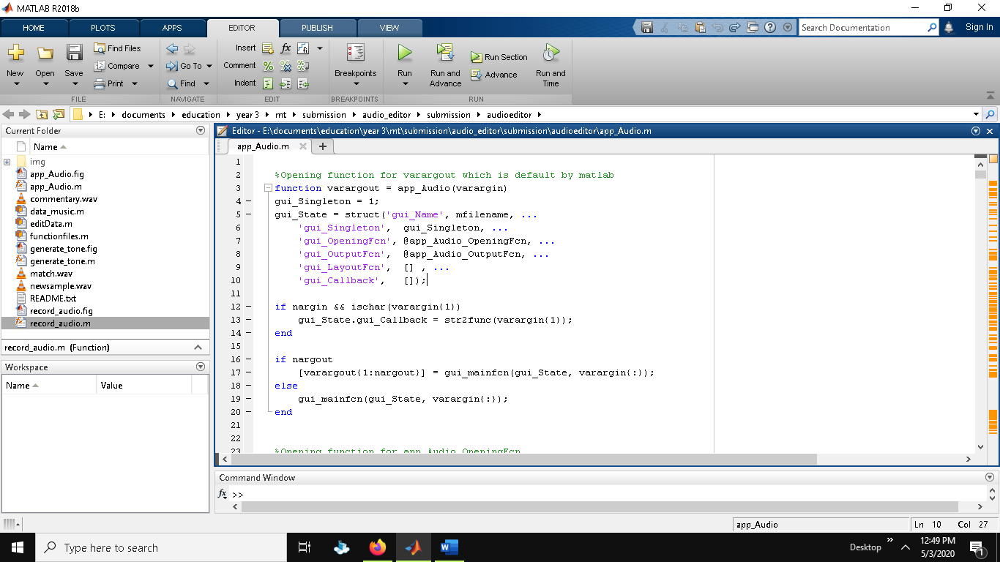 MATLAB R2018b
HOME PLOTS APPS EDITOR PUBLISH VIEW
Search Documentation
Sign In
New
Open
Save
Find Files
Compare
Print
FILE
Go To
Find
NAVIGATE
Insert fx
Comment
Indent
EDIT
Breakpoints
BREAKPOINTS
Run
Run and Advance
Run Section
Advance
Run and Time
RUN
E: documents education year 3 mt submission audio_editor submission audioeditor
Current Folder
Name
img
app_Audio.fig
app_Audio.m
commentary.wav
data_music.m
editData.m
functionfiles.m
generate_tone.fig
generate_tone.m
match.wav
newsample.wav
README.txt
record_audio.fig
record_audio.m
record_audio.m (Function)
Workspace
Name Value
Editor - E:\documents\education\year 3\mt\submission\audio_editor\submission\audioeditor\app_Audio.m
app_Audio.m
1
2 %Opening function for varargout which is default by matlab
3 function varargout = app_Audio(varargin)
4 gui_Singleton = 1;
5 gui_State = struct('gui_Name', mfilename, ...
6 'gui_Singleton', gui_Singleton, ...
7 'gui_OpeningFcn', @app_Audio_OpeningFcn, ...
8 'gui_OutputFcn', @app_Audio_OutputFcn, ...
9 'gui_LayoutFcn', [] , ...
10 'gui_Callback', []);
11
12 if nargin && ischar(varargin{1})
13 gui_State.gui_Callback = str2func(varargin{1});
14 end
15
16 if nargout
17 [varargout{1:nargout}] = gui_mainfcn(gui_State, varargin{:});
18 else
19 gui_mainfcn(gui_State, varargin{:});
20 end
21
22
23 %Opening function for app_Audio_OpeningFcn
Command Window
fx >>
app_Audio
Ln 10 Col 27
Type here to search
Desktop
12:49 PM
5/3/2020
1